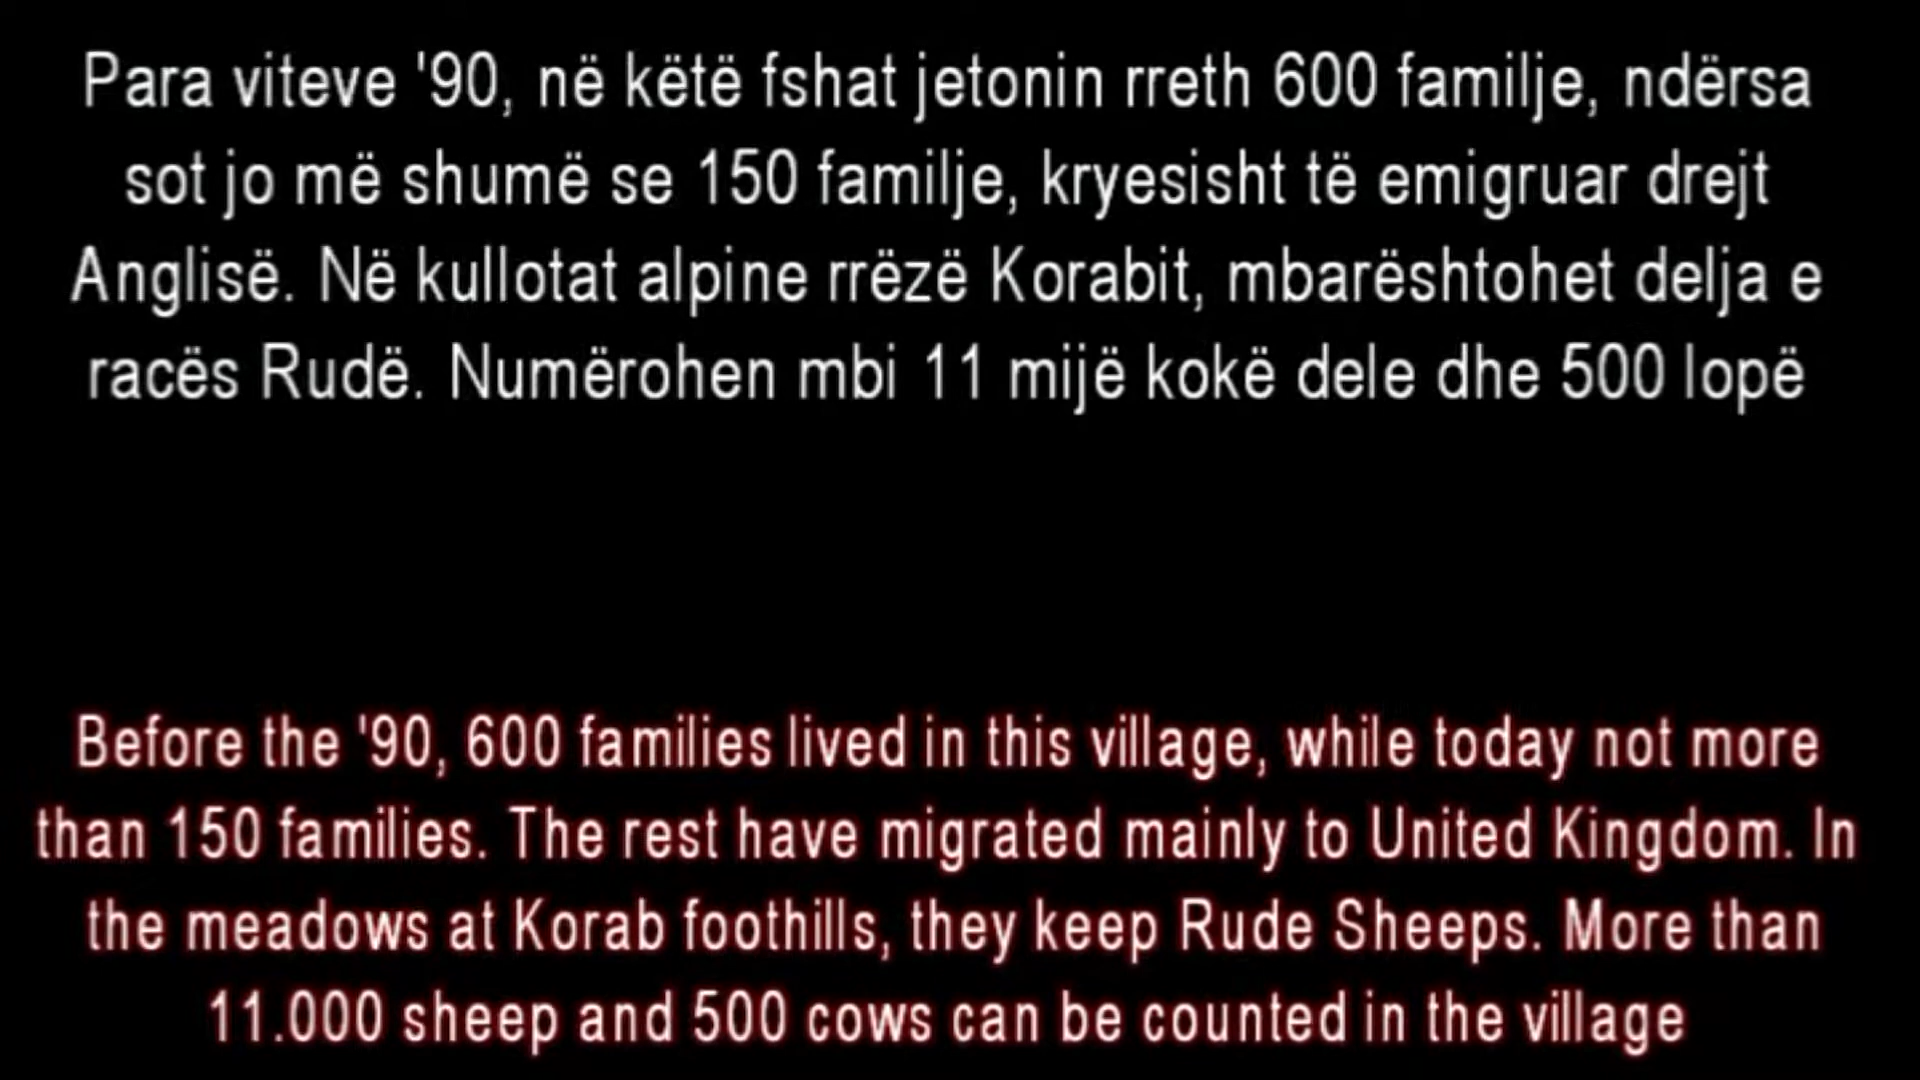 Para viteve '90, në këtë fshat jetonin rreth 600 familje, ndërsa
sot jo më shumë se 150 familje, kryesisht të emigruar drejt
Anglisë. Në kullotat alpine rrëzë Korabit, mbarështohet delja e
racës Rudë. Numërohen mbi 11 mijë kokë dele dhe 500 lopë
Before the '90, 600 families lived in this village, while today not more
than 150 families. The rest have migrated mainly to United Kingdom. In
the meadows at Korab foothills, they keep Rude Sheeps. More than
11.000 sheep and 500 cows can be counted in the village